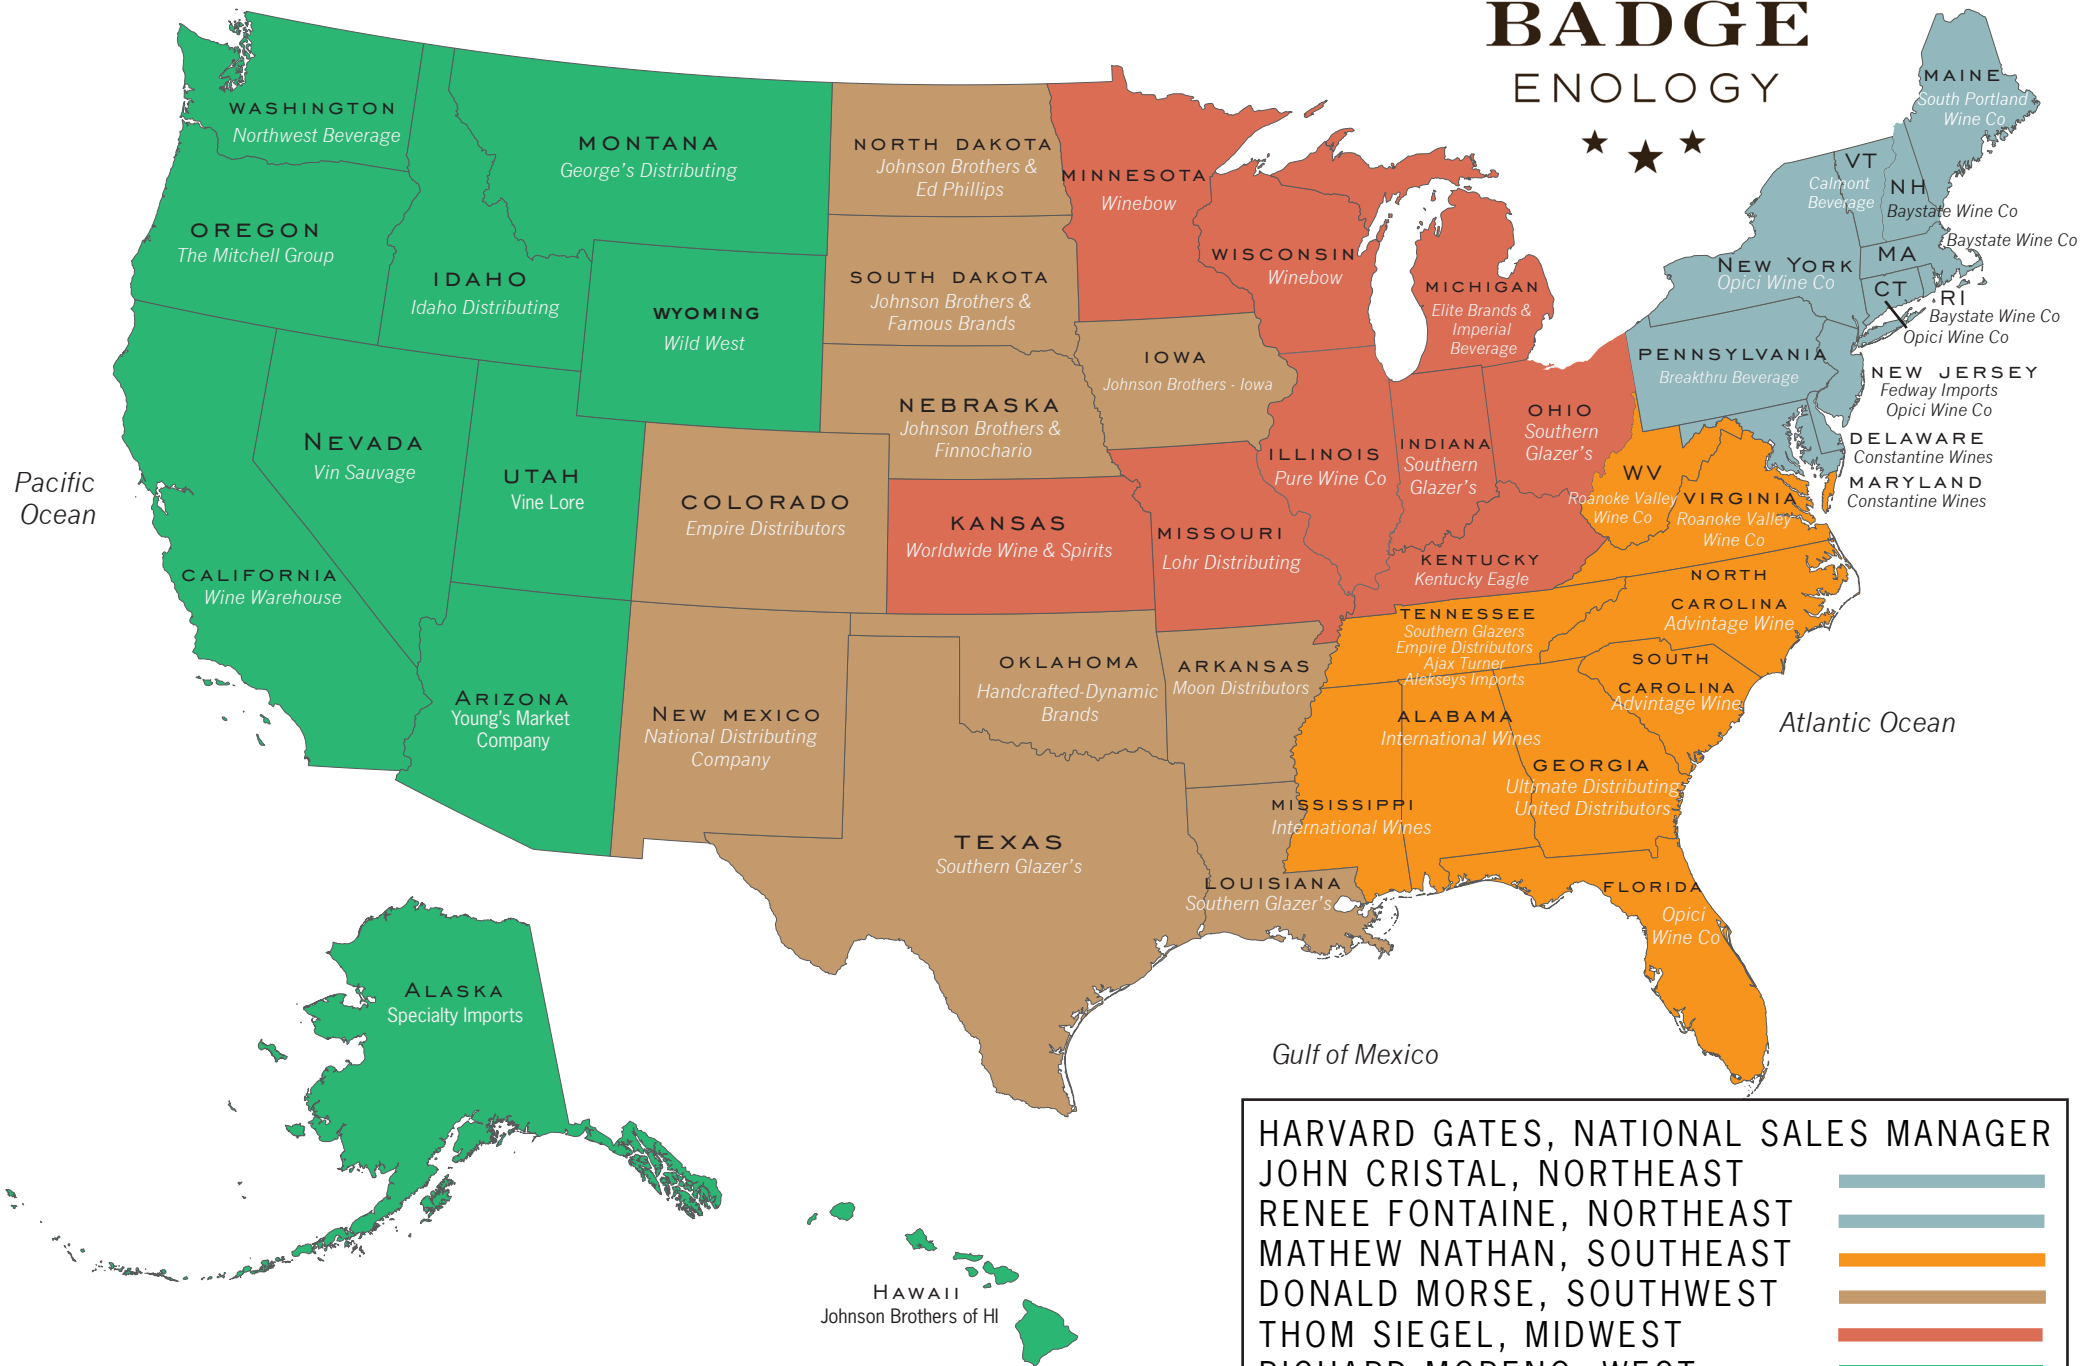 BADGE
ENOLOGY
WASHINGTON
Northwest Beverage
OREGON
The Mitchell Group
IDAHO
Idaho Distributing
MONTANA
George's Distributing
WYOMING
Wild West
NEVADA
Vin Sauvage
UTAH
Vine Lore
CALIFORNIA
Wine Warehouse
ARIZONA
Young's Market
Company
Pacific
Ocean
NORTH DAKOTA
Johnson Brothers &
Ed Phillips
SOUTH DAKOTA
Johnson Brothers &
Famous Brands
NEBRASKA
Johnson Brothers &
Finnochario
IOWA
Johnson Brothers - Iowa
COLORADO
Empire Distributors
KANSAS
Worldwide Wine & Spirits
NEW MEXICO
National Distributing
Company
OKLAHOMA
Handcrafted-Dynamic
Brands
ARKANSAS
Moon Distributors
TEXAS
Southern Glazer's
LOUISIANA
Southern Glazer's
MINNESOTA
Winebow
WISCONSIN
Winebow
MICHIGAN
Elite Brands &
Imperial
Beverage
ILLINOIS
Pure Wine Co
INDIANA
Southern
Glazer's
OHIO
Southern
Glazer's
MISSOURI
Lohr Distributing
KENTUCKY
Kentucky Eagle
MAINE
South Portland
Wine Co
VT
Calmont
Beverage
NH
Baystate Wine Co
Baystate Wine Co
MA
NEW YORK
Opici Wine Co
CT
RI
Baystate Wine Co
Opici Wine Co
PENNSYLVANIA
Breakthru Beverage
NEW JERSEY
Fedway Imports
Opici Wine Co
DELAWARE
Constantine Wines
MARYLAND
Constantine Wines
WV
Roanoke Valley
Wine Co
VIRGINIA
Roanoke Valley
Wine Co
NORTH
CAROLINA
Advintage Wine
SOUTH
CAROLINA
Advintage Wine
TENNESSEE
Southern Glazers
Empire Distributors
Ajax Turner
Alekseys Imports
ALABAMA
International Wines
MISSISSIPPI
International Wines
GEORGIA
Ultimate Distributing
United Distributors
FLORIDA
Opici
Wine Co
Atlantic Ocean
Gulf of Mexico
ALASKA
Specialty Imports
HAWAII
Johnson Brothers of HI
HARVARD GATES, NATIONAL SALES MANAGER
JOHN CRISTAL, NORTHEAST
RENEE FONTAINE, NORTHEAST
MATHEW NATHAN, SOUTHEAST
DONALD MORSE, SOUTHWEST
THOM SIEGEL, MIDWEST
RICHARD MORENO, WEST